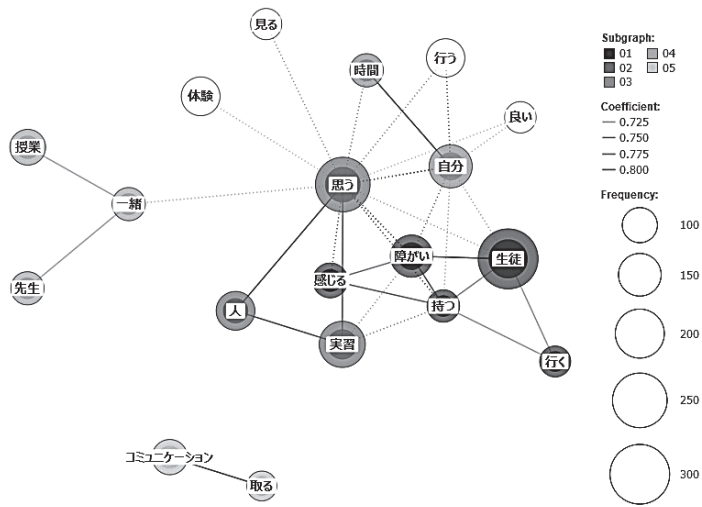 見る
行う
時間
体験
良い
授業
自分
思う
一緒
障がい
生徒
感じる
先生
人
持つ
実習
行く
コミュニケーション
取る
Subgraph:
01 04
02 05
03
Coefficient:
0.725
0.750
0.775
0.800
Frequency:
100
150
200
250
300